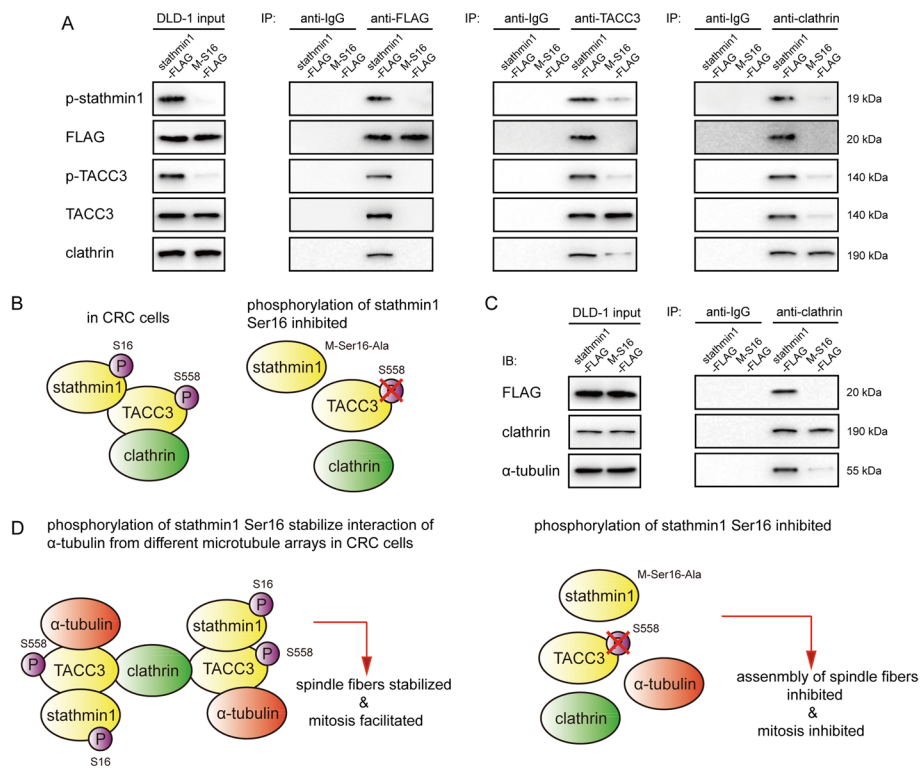 A
DLD-1 input
IP:
anti-IgG
anti-FLAG
IP:
anti-IgG
anti-TACC3
IP:
anti-IgG
anti-clathrin
stathmin1
-FLAG
M-S16
-FLAG
stathmin1
-FLAG
M-S16
-FLAG
stathmin1
-FLAG
M-S16
-FLAG
stathmin1
-FLAG
M-S16
-FLAG
stathmin1
-FLAG
M-S16
-FLAG
stathmin1
-FLAG
M-S16
-FLAG
stathmin1
-FLAG
M-S16
-FLAG
p-stathmin1
19 kDa
FLAG
20 kDa
p-TACC3
140 kDa
TACC3
140 kDa
clathrin
190 kDa
B
in CRC cells
S16
P
stathmin1
S558
P
TACC3
clathrin
phosphorylation of stathmin1
Ser16 inhibited
M-Ser16-Ala
stathmin1
S558
P
TACC3
clathrin
C
DLD-1 input
IP:
anti-IgG
anti-clathrin
IB:
stathmin1
-FLAG
M-S16
-FLAG
stathmin1
-FLAG
M-S16
-FLAG
stathmin1
-FLAG
M-S16
-FLAG
FLAG
20 kDa
clathrin
190 kDa
α-tubulin
55 kDa
D
phosphorylation of stathmin1 Ser16 stabilize interaction of
α-tubulin from different microtubule arrays in CRC cells
α-tubulin
S558
P
TACC3
stathmin1
P
S16
clathrin
S16
P
stathmin1
P
S558
TACC3
α-tubulin
spindle fibers stabilized
&
mitosis facilitated
phosphorylation of stathmin1 Ser16 inhibited
M-Ser16-Ala
stathmin1
S558
P
TACC3
α-tubulin
clathrin
assenmbly of spindle fibers
inhibited
&
mitosis inhibited